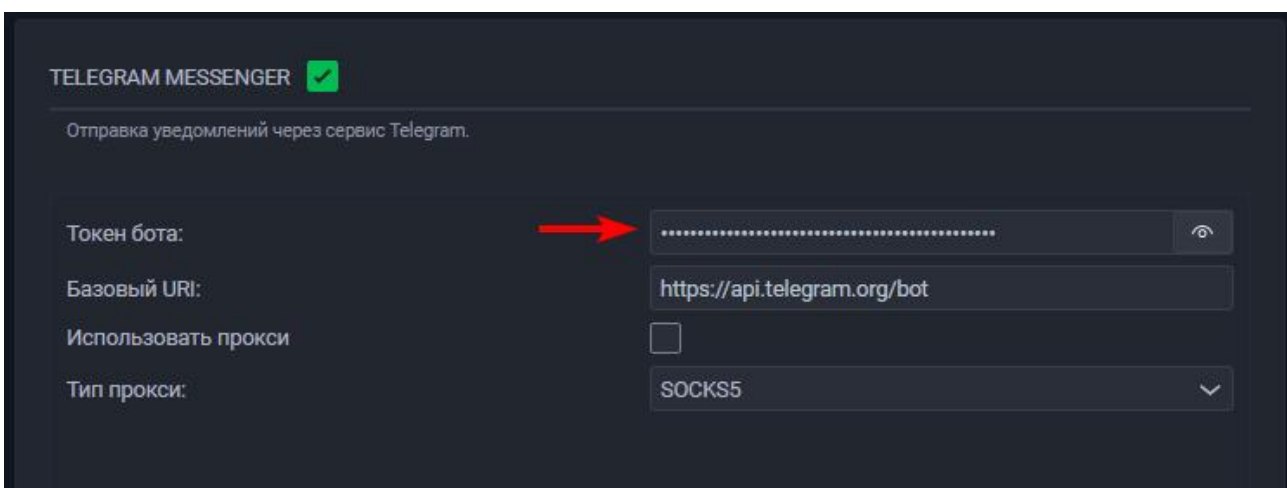 TELEGRAM MESSENGER
Отправка уведомлений через сервис Telegram.
Токен бота: ••••••••••••••••••••••••••••••••••••••••••••••
Базовый URI: https://api.telegram.org/bot
Использовать прокси
Тип прокси: SOCKS5